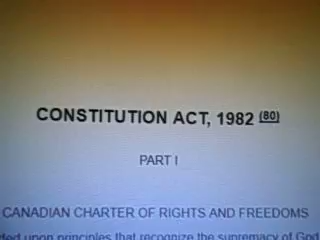 CONSTITUTION ACT, 1982 (80)
PART I
CANADIAN CHARTER OF RIGHTS AND FREEDOMS
upon principles that recognize the supremacy of God